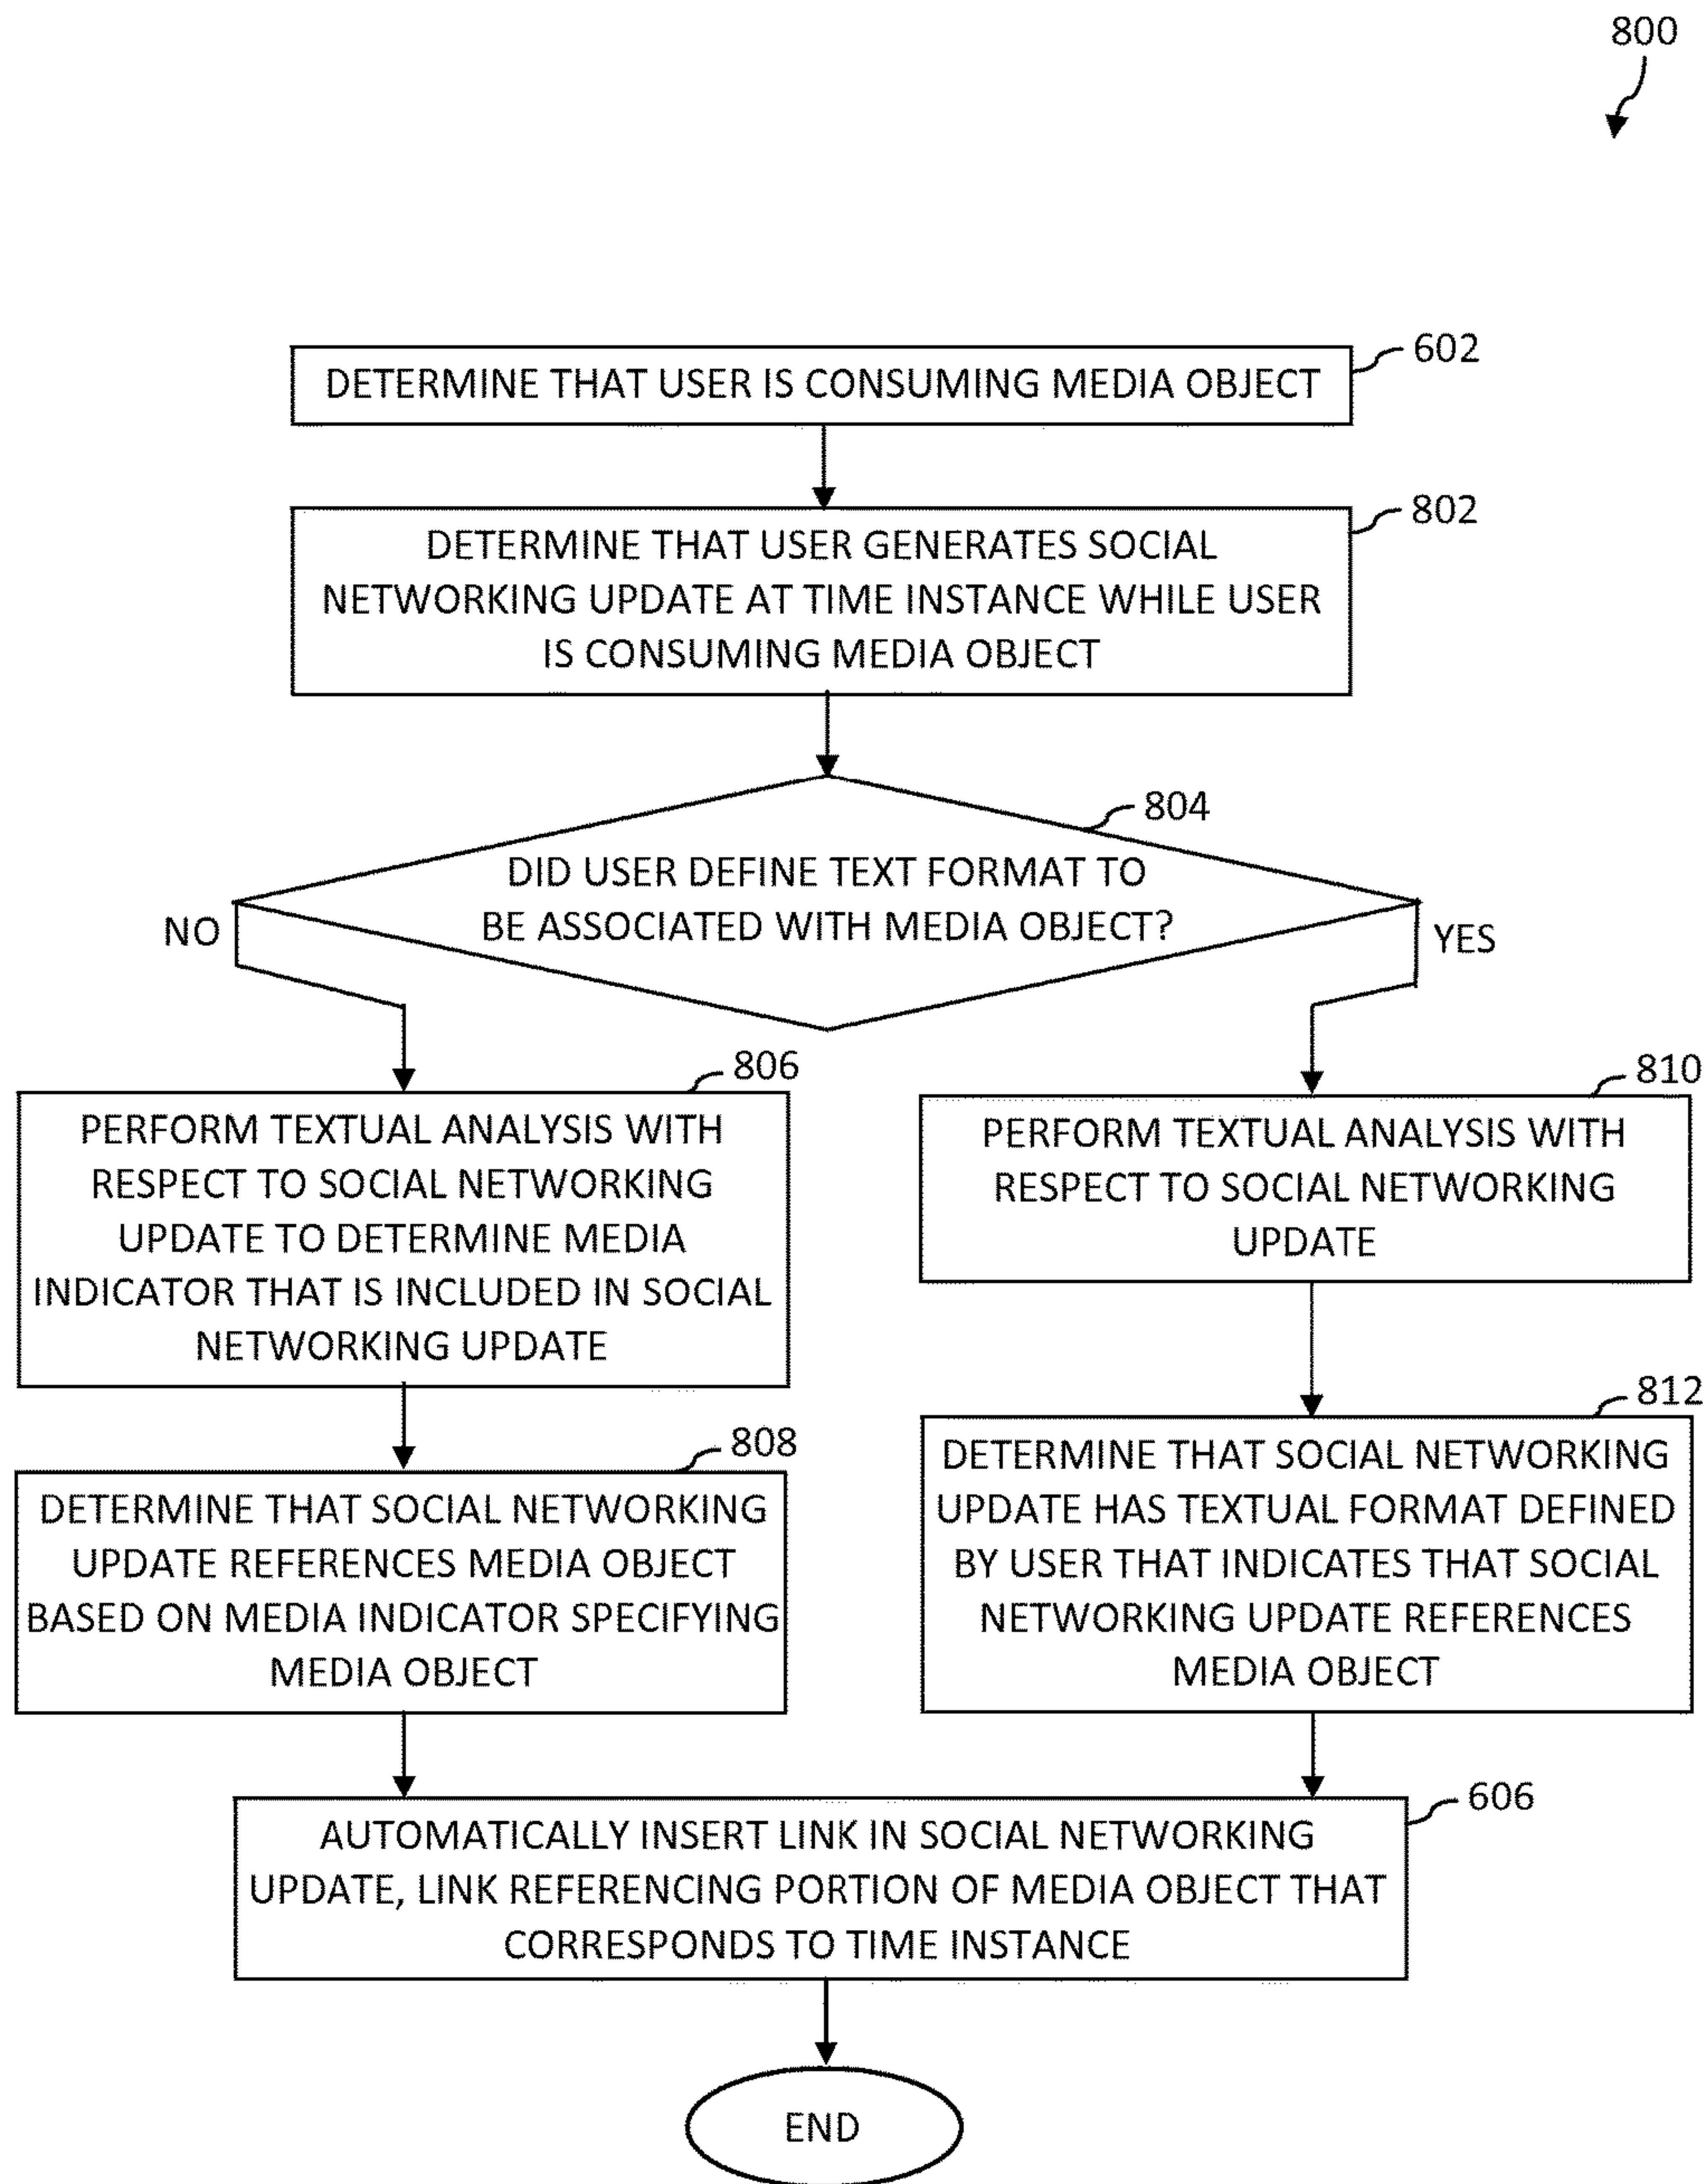 800
602
DETERMINE THAT USER IS CONSUMING MEDIA OBJECT
802
DETERMINE THAT USER GENERATES SOCIAL
NETWORKING UPDATE AT TIME INSTANCE WHILE USER
IS CONSUMING MEDIA OBJECT
804
DID USER DEFINE TEXT FORMAT TO
BE ASSOCIATED WITH MEDIA OBJECT?
NO
YES
806
PERFORM TEXTUAL ANALYSIS WITH
RESPECT TO SOCIAL NETWORKING
UPDATE TO DETERMINE MEDIA
INDICATOR THAT IS INCLUDED IN SOCIAL
NETWORKING UPDATE
810
PERFORM TEXTUAL ANALYSIS WITH
RESPECT TO SOCIAL NETWORKING
UPDATE
808
DETERMINE THAT SOCIAL NETWORKING
UPDATE REFERENCES MEDIA OBJECT
BASED ON MEDIA INDICATOR SPECIFYING
MEDIA OBJECT
812
DETERMINE THAT SOCIAL NETWORKING
UPDATE HAS TEXTUAL FORMAT DEFINED
BY USER THAT INDICATES THAT SOCIAL
NETWORKING UPDATE REFERENCES
MEDIA OBJECT
606
AUTOMATICALLY INSERT LINK IN SOCIAL NETWORKING
UPDATE, LINK REFERENCING PORTION OF MEDIA OBJECT THAT
CORRESPONDS TO TIME INSTANCE
END